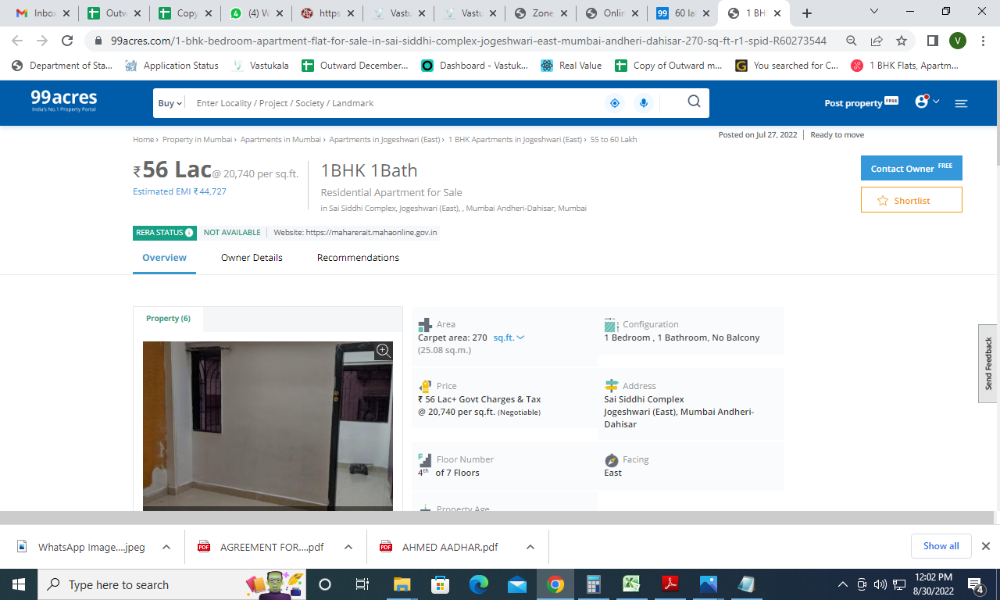 Inbox
Outw
Copy
(4) W
https
Vastu
Vastu
Zone
Onlin
99 60 la
1 BH
99acres.com/1-bhk-bedroom-apartment-flat-for-sale-in-sai-siddhi-complex-jogeshwari-east-mumbai-andheri-dahisar-270-sq-ft-r1-spid-R60273544
V
Department of Sta...
Application Status
Vastukala
Outward December...
Dashboard - Vastuk...
Real Value
Copy of Outward m...
G You searched for C...
1 BHK Flats, Apartm...
99acres
India's No.1 Property Portal
Buy
Enter Locality / Project / Society / Landmark
Post property FREE
Home › Property in Mumbai › Apartments in Mumbai › Apartments in Jogeshwari (East) › 1 BHK Apartments in Jogeshwari (East) › 55 to 60 Lakh
Posted on Jul 27, 2022 | Ready to move
₹56 Lac @ 20,740 per sq.ft.
Estimated EMI ₹ 44,727
1BHK 1Bath
Residential Apartment for Sale
in Sai Siddhi Complex, Jogeshwari (East), , Mumbai Andheri-Dahisar, Mumbai
Contact Owner FREE
Shortlist
RERA STATUS i NOT AVAILABLE | Website: https://maharerait.mahaonline.gov.in
Overview
Owner Details
Recommendations
Property (6)
Area
Carpet area: 270 sq.ft.
(25.08 sq.m.)
Configuration
1 Bedroom , 1 Bathroom, No Balcony
Price
₹ 56 Lac+ Govt Charges & Tax
@ 20,740 per sq.ft. (Negotiable)
Address
Sai Siddhi Complex
Jogeshwari (East), Mumbai Andheri-
Dahisar
F Floor Number
4th of 7 Floors
Facing
East
Property Age
Send Feedback
WhatsApp Image....jpeg
PDF AGREEMENT FOR....pdf
PDF AHMED AADHAR.pdf
Show all
Type here to search
12:02 PM
8/30/2022
4